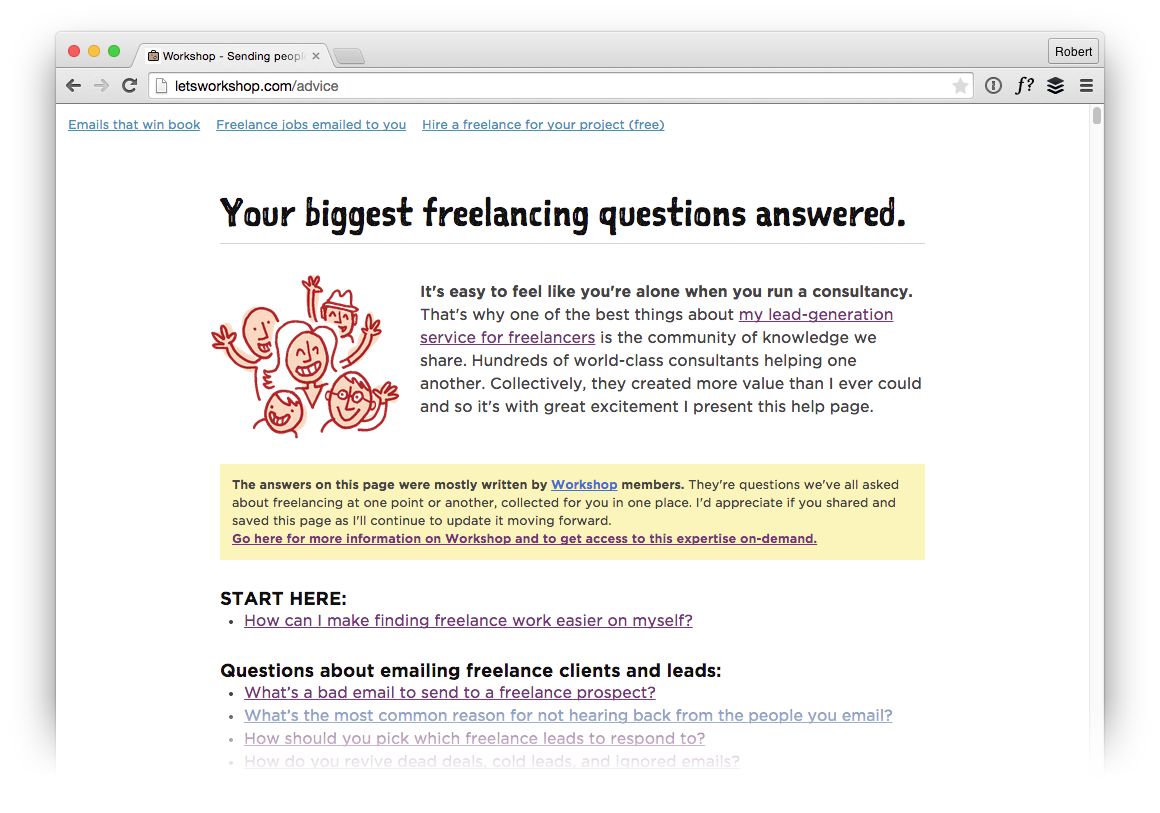 Workshop - Sending peopl
Robert
letsworkshop.com/advice
f?
Emails that win book Freelance jobs emailed to you Hire a freelance for your project (free)
Your biggest freelancing questions answered.
It's easy to feel like you're alone when you run a consultancy.
That's why one of the best things about my lead-generation
service for freelancers is the community of knowledge we
share. Hundreds of world-class consultants helping one
another. Collectively, they created more value than I ever could
and so it's with great excitement I present this help page.
The answers on this page were mostly written by Workshop members. They're questions we've all asked
about freelancing at one point or another, collected for you in one place. I'd appreciate if you shared and
saved this page as I'll continue to update it moving forward.
Go here for more information on Workshop and to get access to this expertise on-demand.
START HERE:
• How can I make finding freelance work easier on myself?
Questions about emailing freelance clients and leads:
• What's a bad email to send to a freelance prospect?
• What's the most common reason for not hearing back from the people you email?
• How should you pick which freelance leads to respond to?
• How do you revive dead deals, cold leads, and ignored emails?